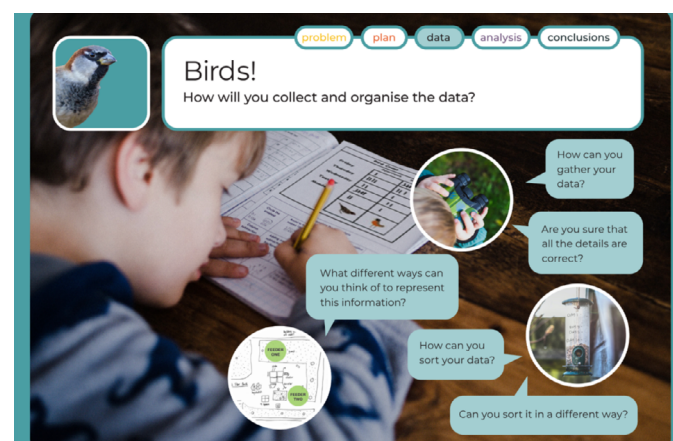 problem
plan
data
analysis
conclusions
Birds!
How will you collect and organise the data?
How can you
gather your
data?
Are you sure that
all the details are
correct?
What different ways can
you think of to represent
this information?
FEEDER
ONE
FEEDER
TWO
How can you
sort your data?
Can you sort it in a different way?